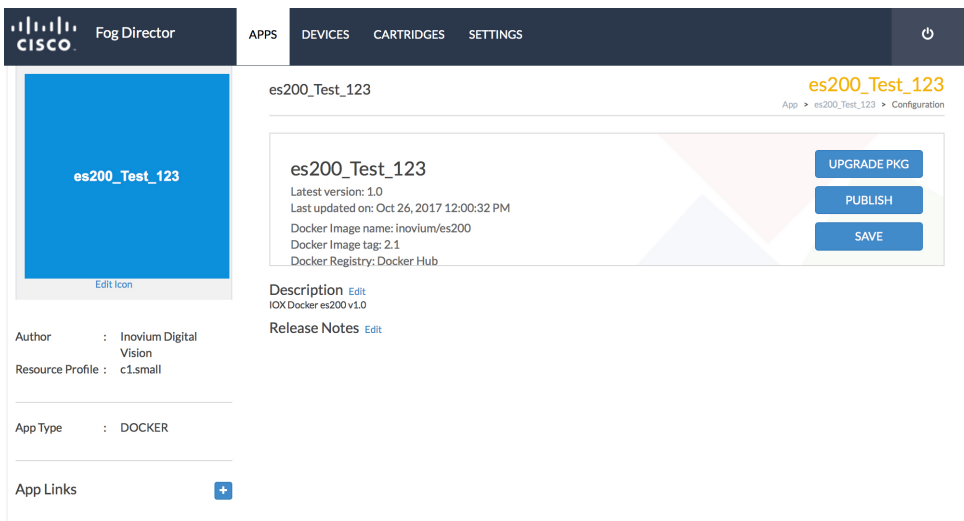 CISCO
Fog Director
APPS
DEVICES
CARTRIDGES
SETTINGS
es200_Test_123
Edit Icon
Author : Inovium Digital
Vision
Resource Profile : c1.small
App Type : DOCKER
App Links
es200_Test_123
es200_Test_123
App > es200_Test_123 > Configuration
es200_Test_123
Latest version: 1.0
Last updated on: Oct 26, 2017 12:00:32 PM
Docker Image name: inovium/es200
Docker Image tag: 2.1
Docker Registry: Docker Hub
UPGRADE PKG
PUBLISH
SAVE
Description Edit
IOX Docker es200 v1.0
Release Notes Edit